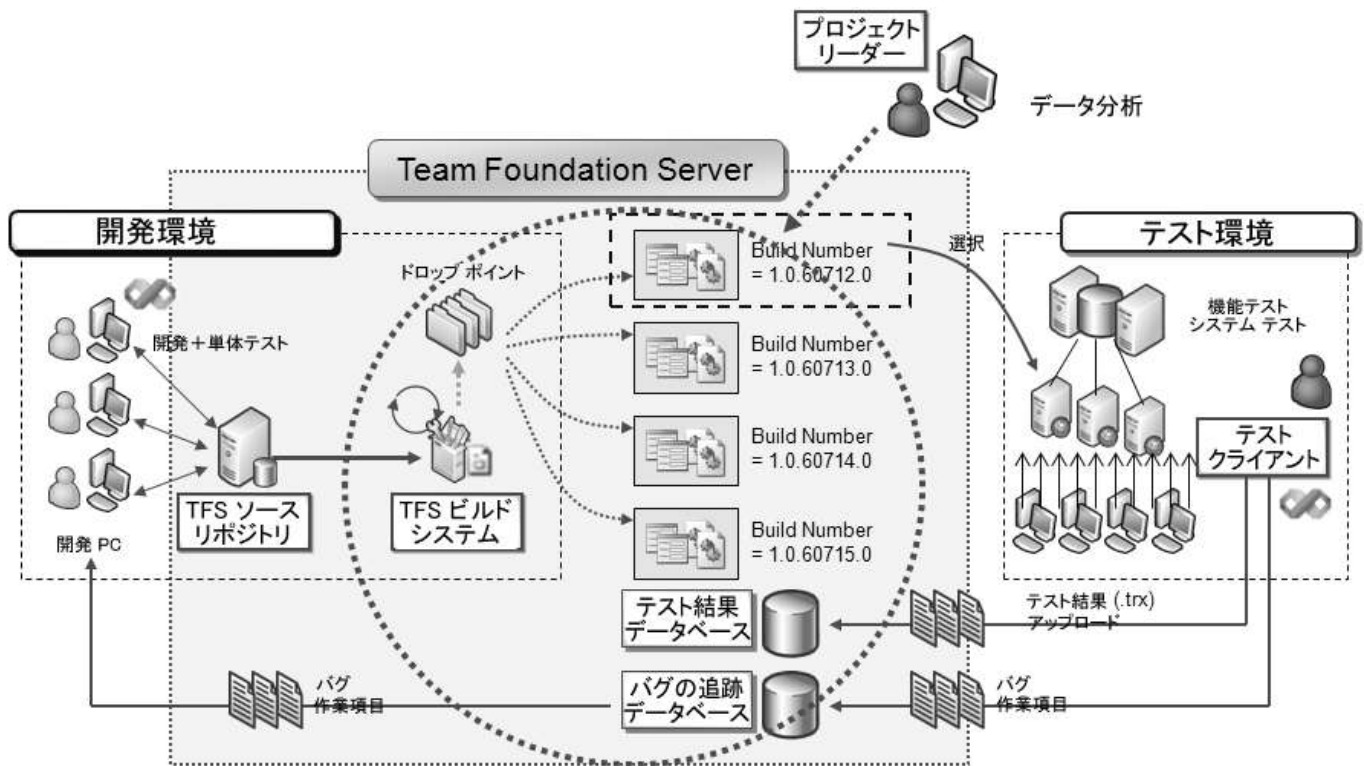 プロジェクト
リーダー
データ分析
Team Foundation Server
開発環境
テスト環境
ドロップ ポイント
Build Number
= 1.0.60712.0
選択
機能テスト
システム テスト
開発+単体テスト
Build Number
= 1.0.60713.0
Build Number
= 1.0.60714.0
テスト
クライアント
TFS ソース
リポジトリ
TFS ビルド
システム
開発 PC
Build Number
= 1.0.60715.0
テスト結果
データベース
テスト結果 (.trx)
アップロード
バグ
作業項目
バグの追跡
データベース
バグ
作業項目